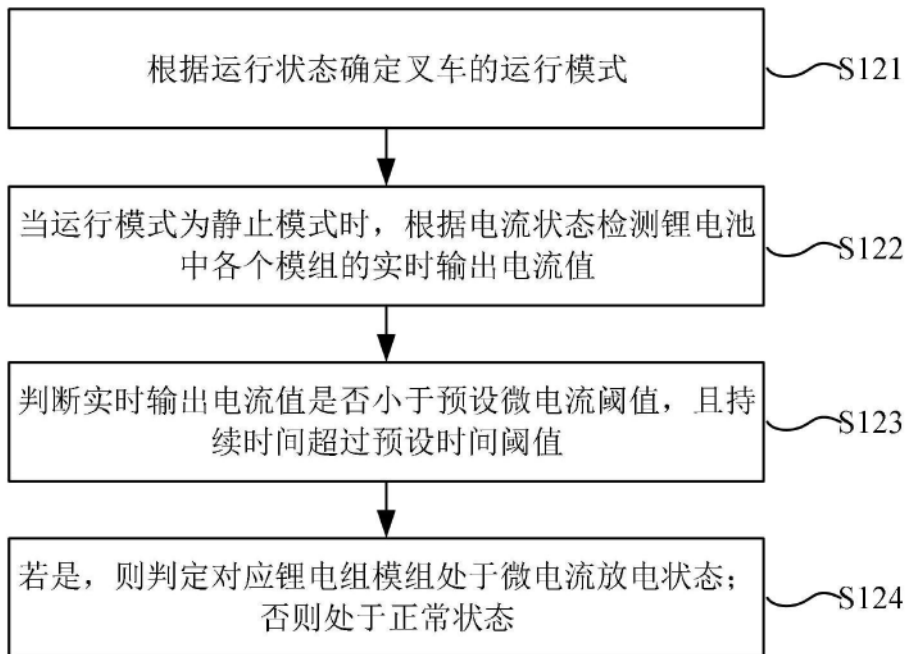 根据运行状态确定叉车的运行模式
S121
当运行模式为静止模式时，根据电流状态检测锂电池
中各个模组的实时输出电流值
S122
判断实时输出电流值是否小于预设微电流阈值，且持
续时间超过预设时间阈值
S123
若是，则判定对应锂电组模组处于微电流放电状态；
否则处于正常状态
S124